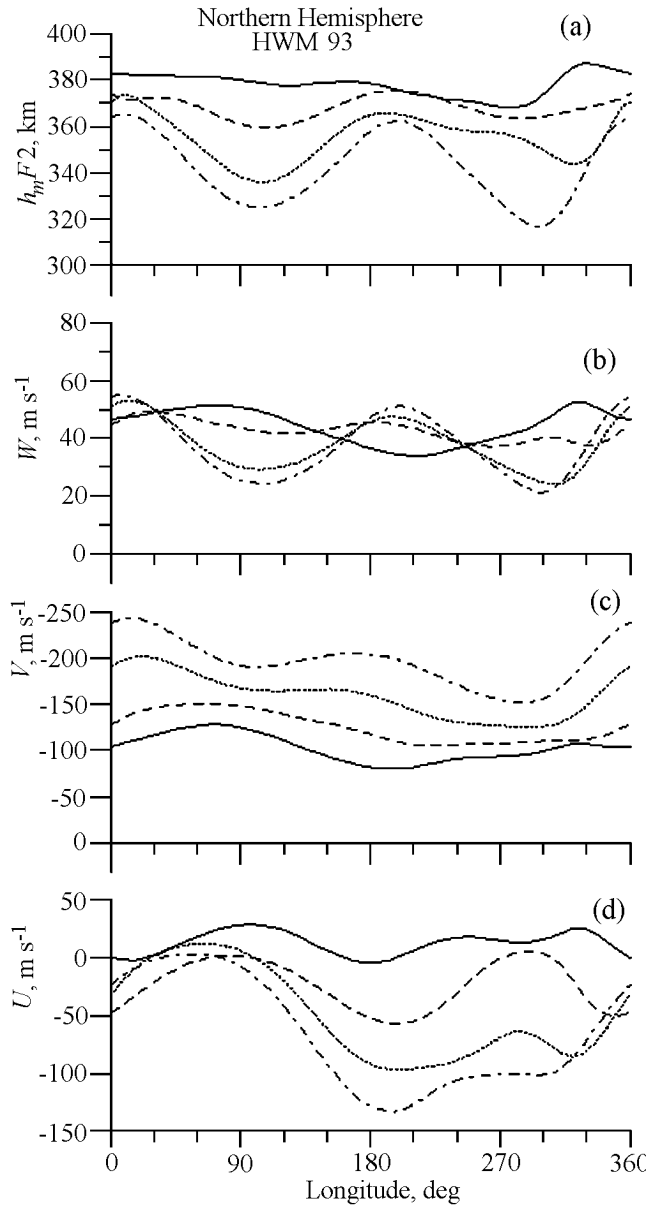 Northern Hemisphere
HWM 93
(a)
400
380
360
340
320
300
hmF2, km
(b)
80
60
40
20
0
W, m s-1
(c)
-250
-200
-150
-100
-50
0
V, m s-1
(d)
50
0
-50
-100
-150
U, m s-1
0 90 180 270 360
Longitude, deg